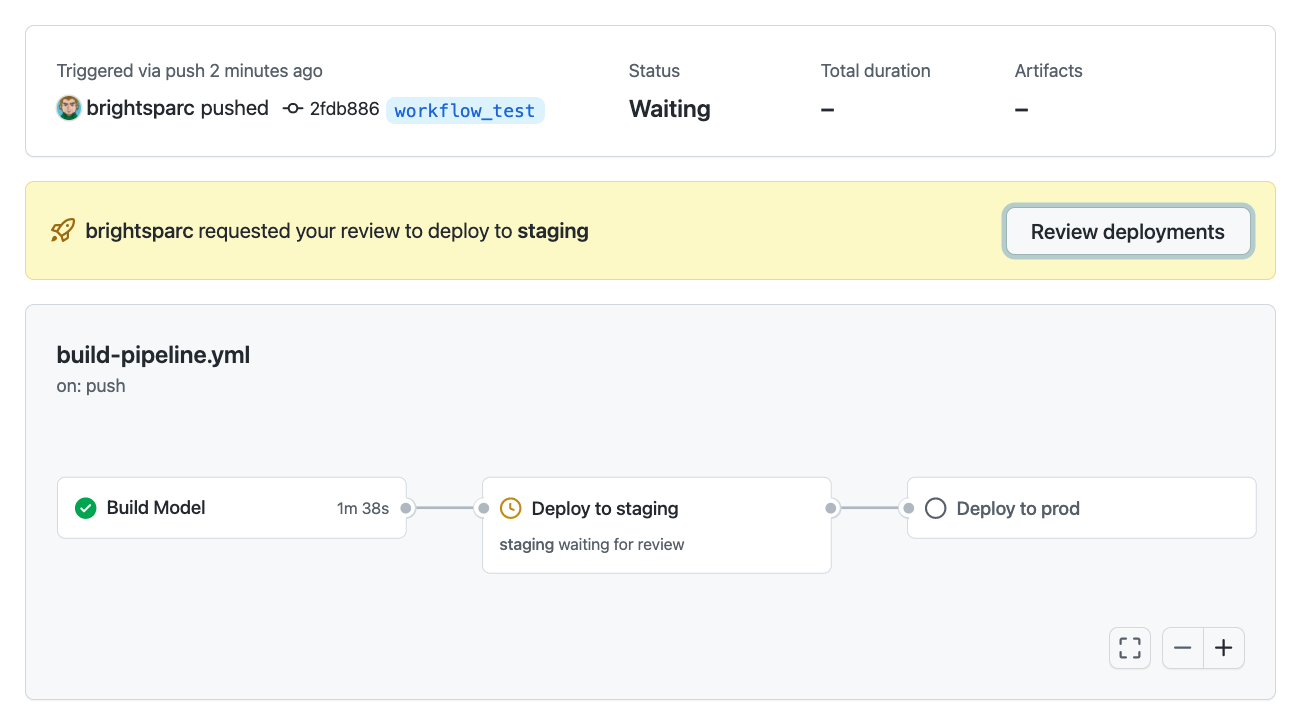 Triggered via push 2 minutes ago
brightsparc pushed 2fdb886 workflow_test
Status
Waiting
Total duration
–
Artifacts
–
brightsparc requested your review to deploy to staging
Review deployments
build-pipeline.yml
on: push
Build Model 1m 38s
Deploy to staging
staging waiting for review
Deploy to prod